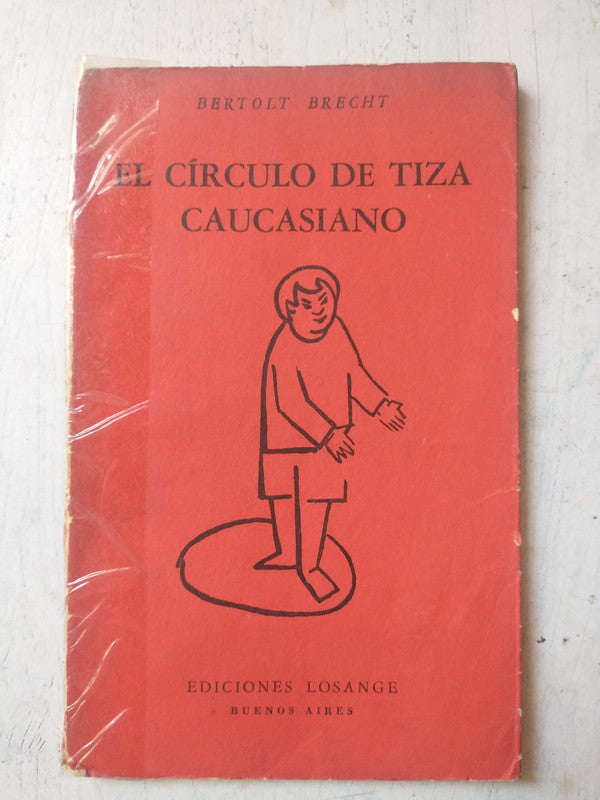 BERTOLT BRECHT
EL CÍRCULO DE TIZA
CAUCASIANO
EDICIONES LOSANGE
BUENOS AIRES